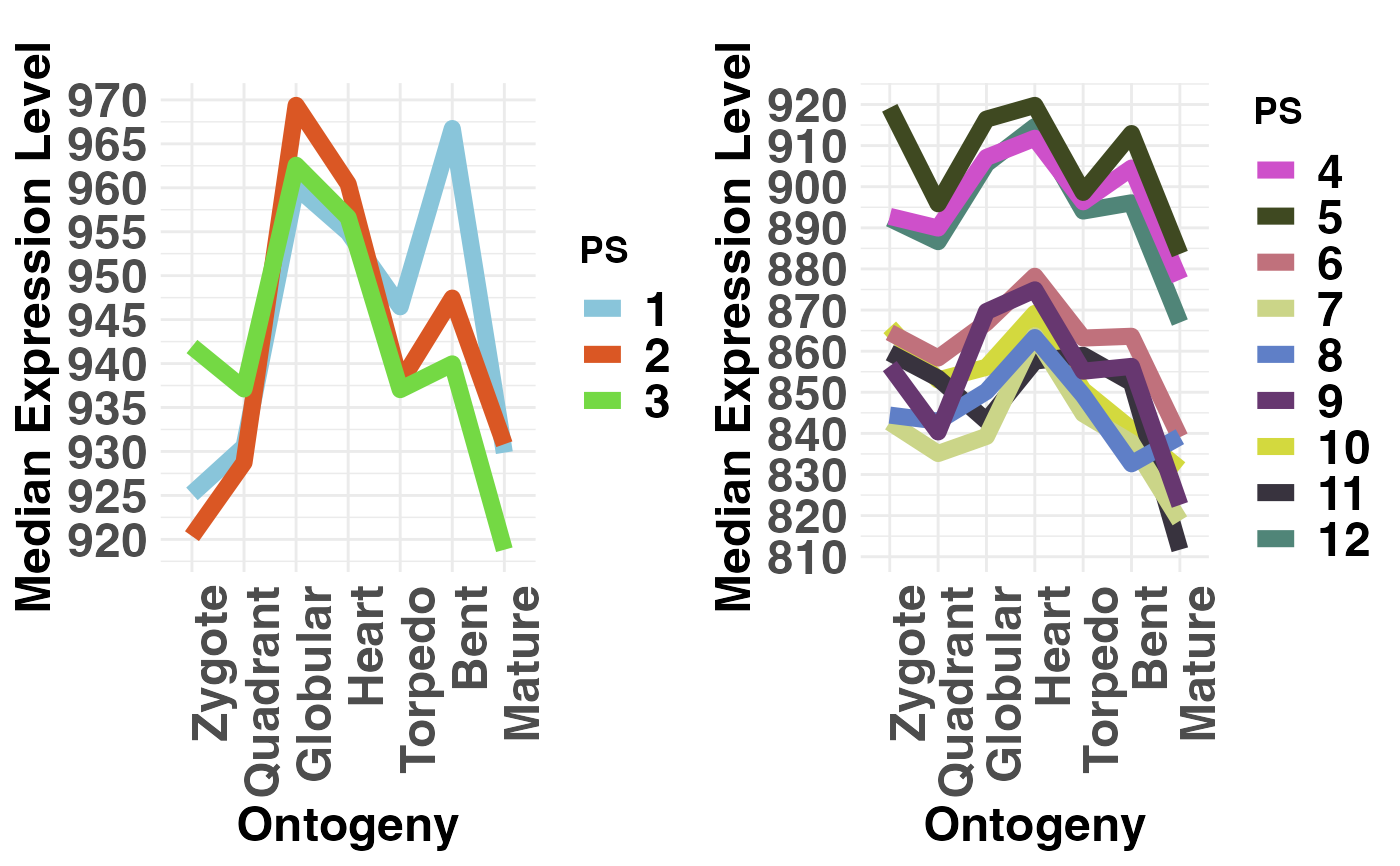 Median Expression Level
970
965
960
955
950
945
940
935
930
925
920
Zygote
Quadrant
Globular
Heart
Torpedo
Bent
Mature
Ontogeny
PS
1
2
3
Median Expression Level
920
910
900
890
880
870
860
850
840
830
820
810
Zygote
Quadrant
Globular
Heart
Torpedo
Bent
Mature
Ontogeny
PS
4
5
6
7
8
9
10
11
12